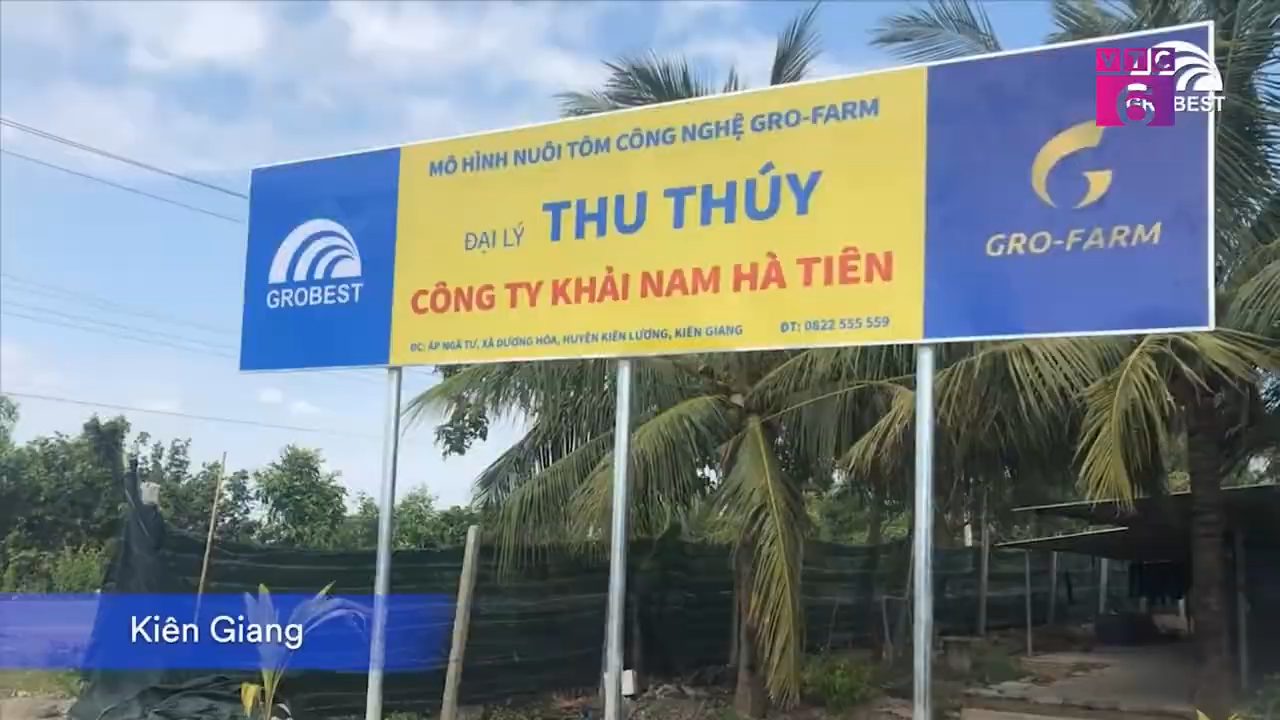 VTC
6
GROBEST
MÔ HÌNH NUÔI TÔM CÔNG NGHỆ GRO-FARM
ĐẠI LÝ THU THÚY
CÔNG TY KHẢI NAM HÀ TIÊN
ĐC: ẤP NGÃ TƯ, XÃ DƯƠNG HÒA, HUYỆN KIÊN LƯƠNG, KIÊN GIANG ĐT: 0822 555 559
GROBEST
GRO-FARM
Kiên Giang